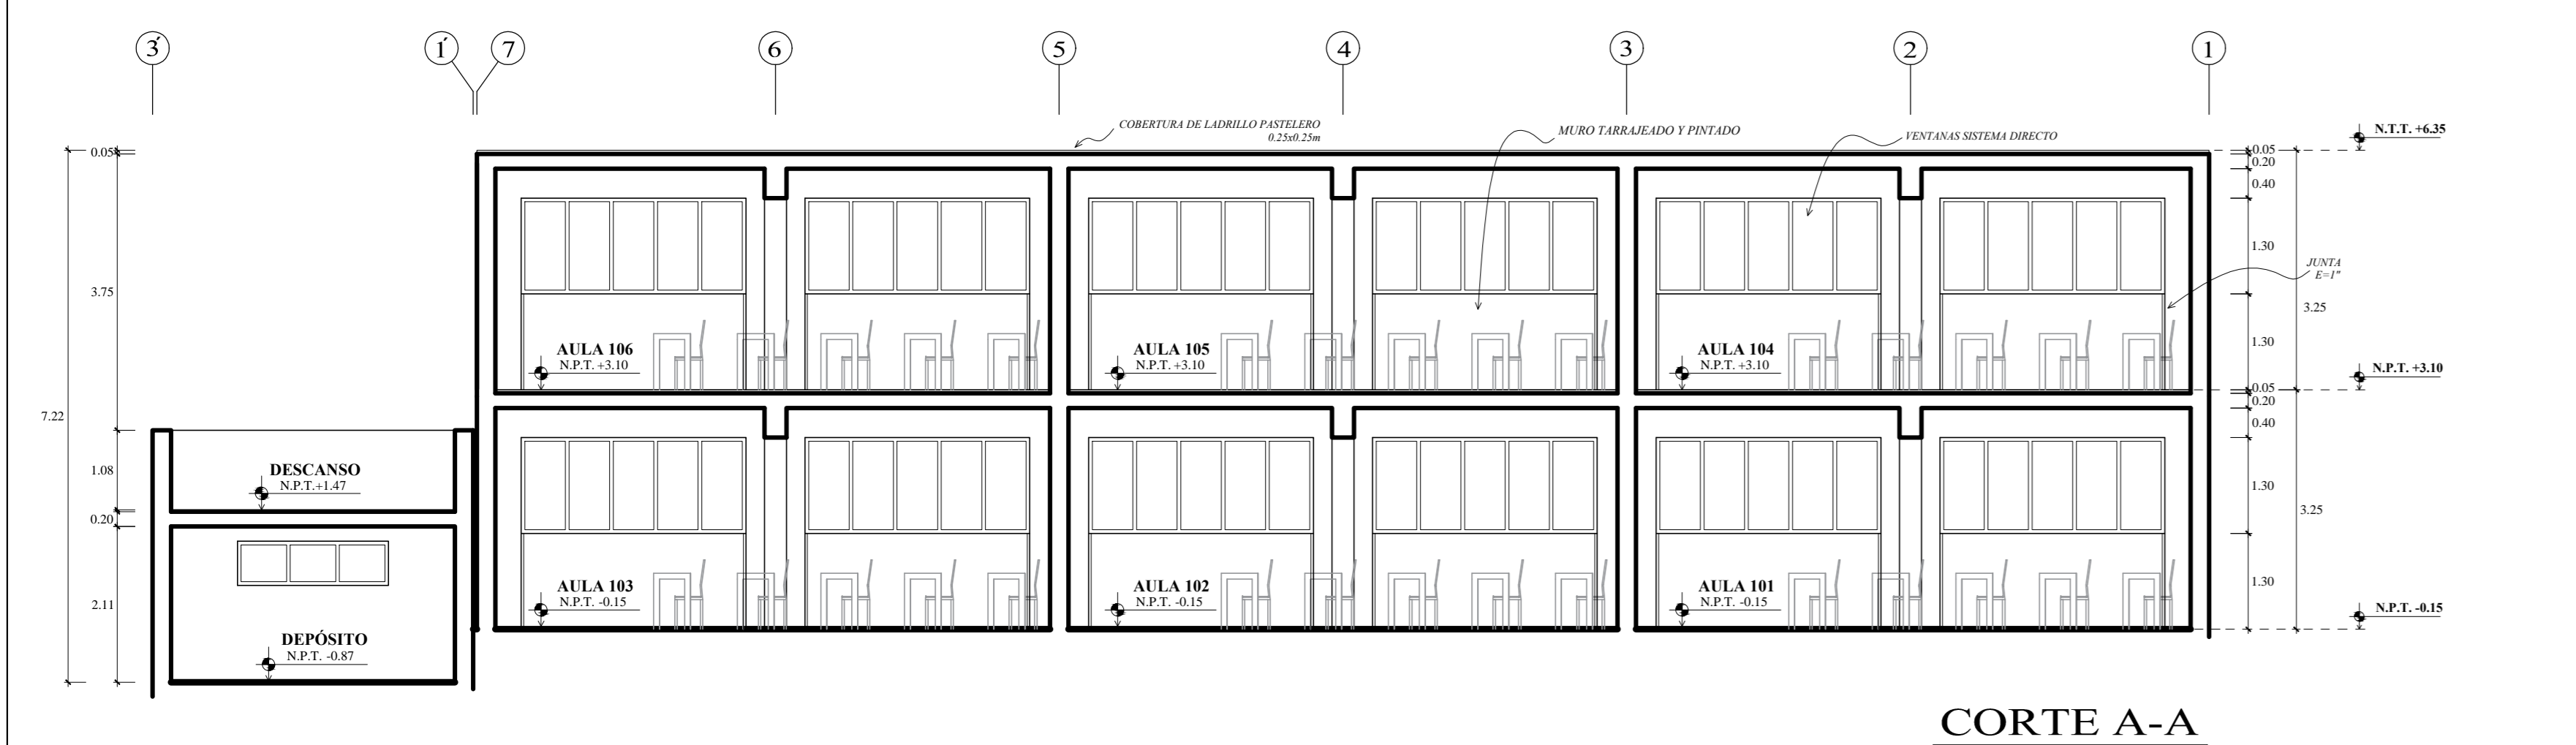 3´
1´
7
6
5
4
3
2
1
COBERTURA DE LADRILLO PASTELERO
0.25x0.25m
MURO TARRAJEADO Y PINTADO
VENTANAS SISTEMA DIRECTO
N.T.T. +6.35
0.05
0.05
0.20
0.40
3.75
1.30
JUNTA
E=1"
3.25
AULA 106
N.P.T. +3.10
AULA 105
N.P.T. +3.10
AULA 104
N.P.T. +3.10
1.30
N.P.T. +3.10
0.05
0.20
0.40
7.22
1.08
DESCANSO
N.P.T.+1.47
1.30
3.25
0.20
AULA 103
N.P.T. -0.15
AULA 102
N.P.T. -0.15
AULA 101
N.P.T. -0.15
1.30
N.P.T. -0.15
2.11
DEPÓSITO
N.P.T. -0.87
CORTE A-A